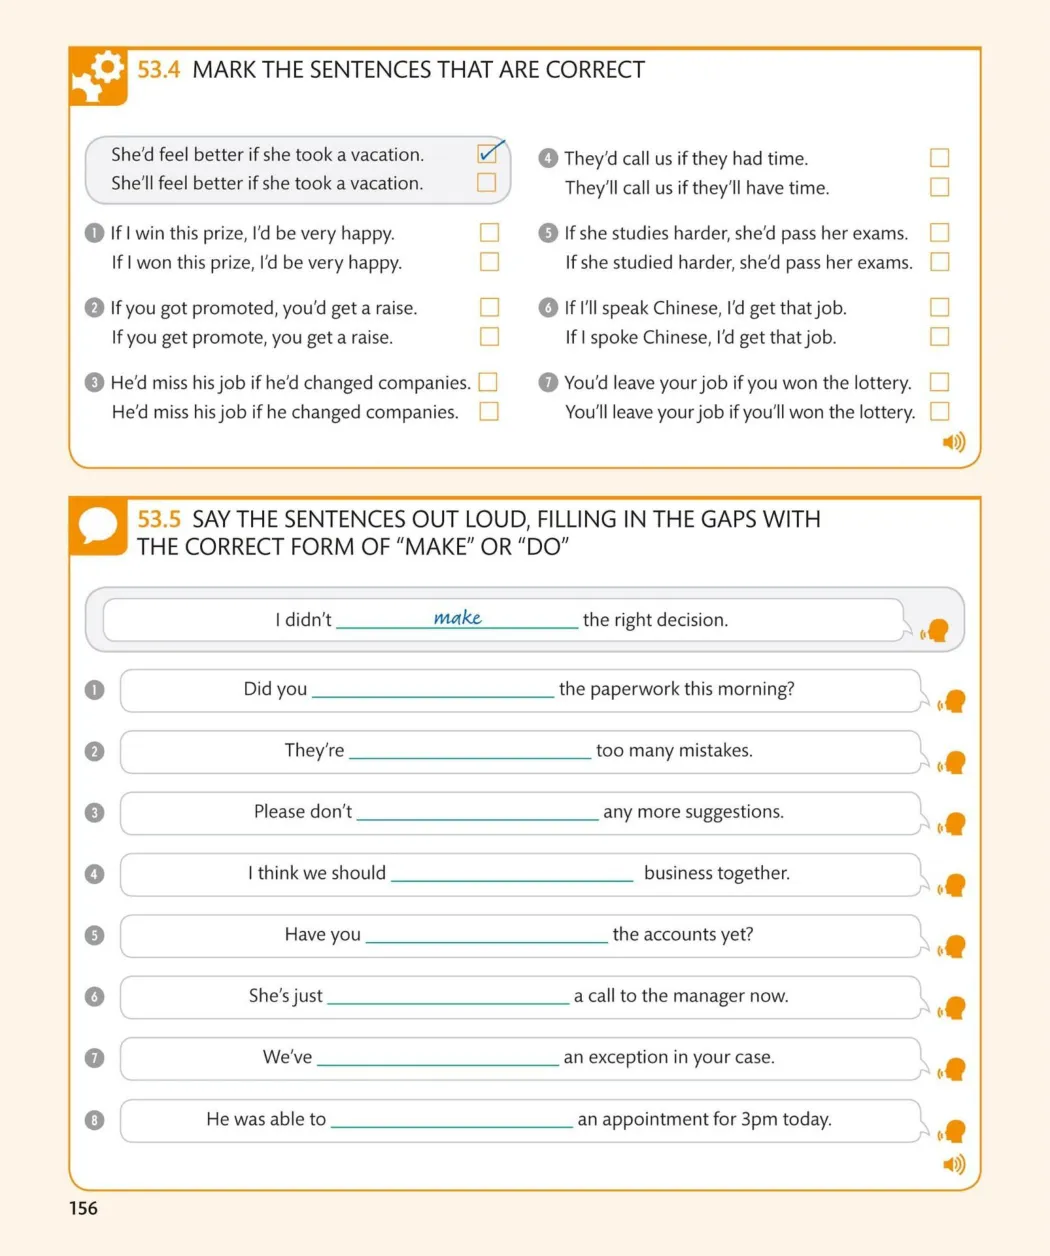 53.4 MARK THE SENTENCES THAT ARE CORRECT
She'd feel better if she took a vacation.
She'll feel better if she took a vacation.
1 If I win this prize, I'd be very happy.
If I won this prize, I'd be very happy.
2 If you got promoted, you'd get a raise.
If you get promote, you get a raise.
3 He'd miss his job if he'd changed companies.
He'd miss his job if he changed companies.
4 They'd call us if they had time.
They'll call us if they'll have time.
5 If she studies harder, she'd pass her exams.
If she studied harder, she'd pass her exams.
6 If I'll speak Chinese, I'd get that job.
If I spoke Chinese, I'd get that job.
7 You'd leave your job if you won the lottery.
You'll leave your job if you'll won the lottery.
53.5 SAY THE SENTENCES OUT LOUD, FILLING IN THE GAPS WITH
THE CORRECT FORM OF “MAKE” OR “DO”
I didn't make the right decision.
1 Did you ______ the paperwork this morning?
2 They're ______ too many mistakes.
3 Please don't ______ any more suggestions.
4 I think we should ______ business together.
5 Have you ______ the accounts yet?
6 She's just ______ a call to the manager now.
7 We've ______ an exception in your case.
8 He was able to ______ an appointment for 3pm today.
156